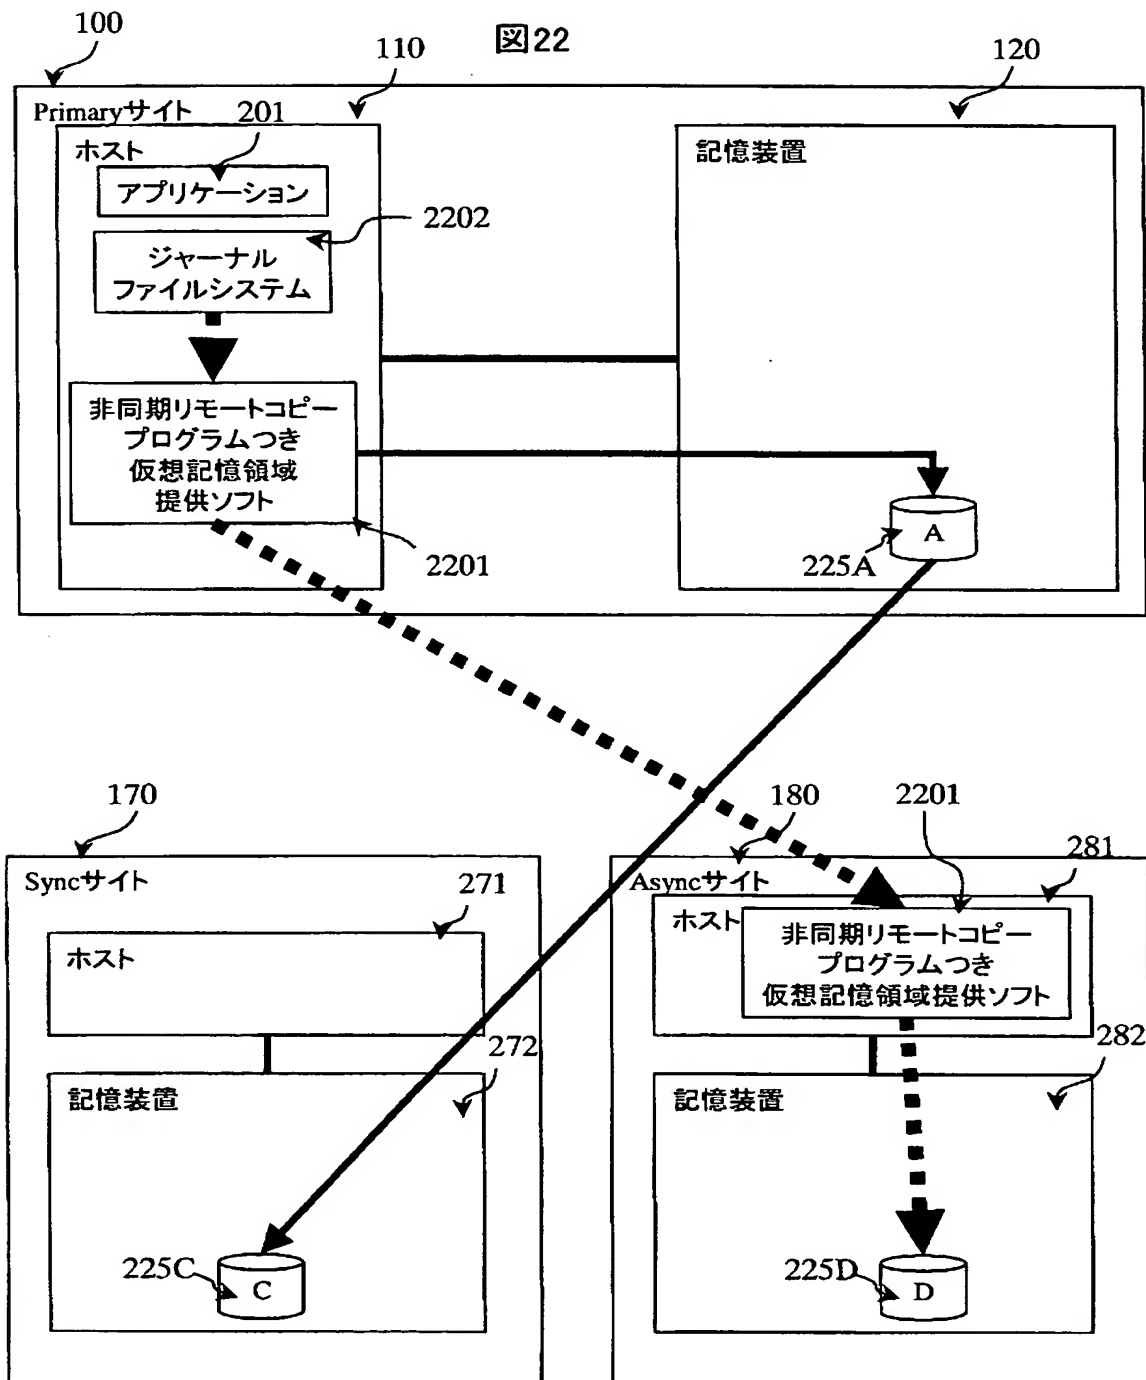 図22
100
110
120
Primaryサイト
201
ホスト
記憶装置
アプリケーション
2202
ジャーナル
ファイルシステム
非同期リモートコピー
プログラムつき
仮想記憶領域
提供ソフト
2201
A
225A
170
180
2201
281
Syncサイト
271
Asyncサイト
ホスト
ホスト
非同期リモートコピー
プログラムつき
仮想記憶領域提供ソフト
272
282
記憶装置
記憶装置
225C
C
225D
D